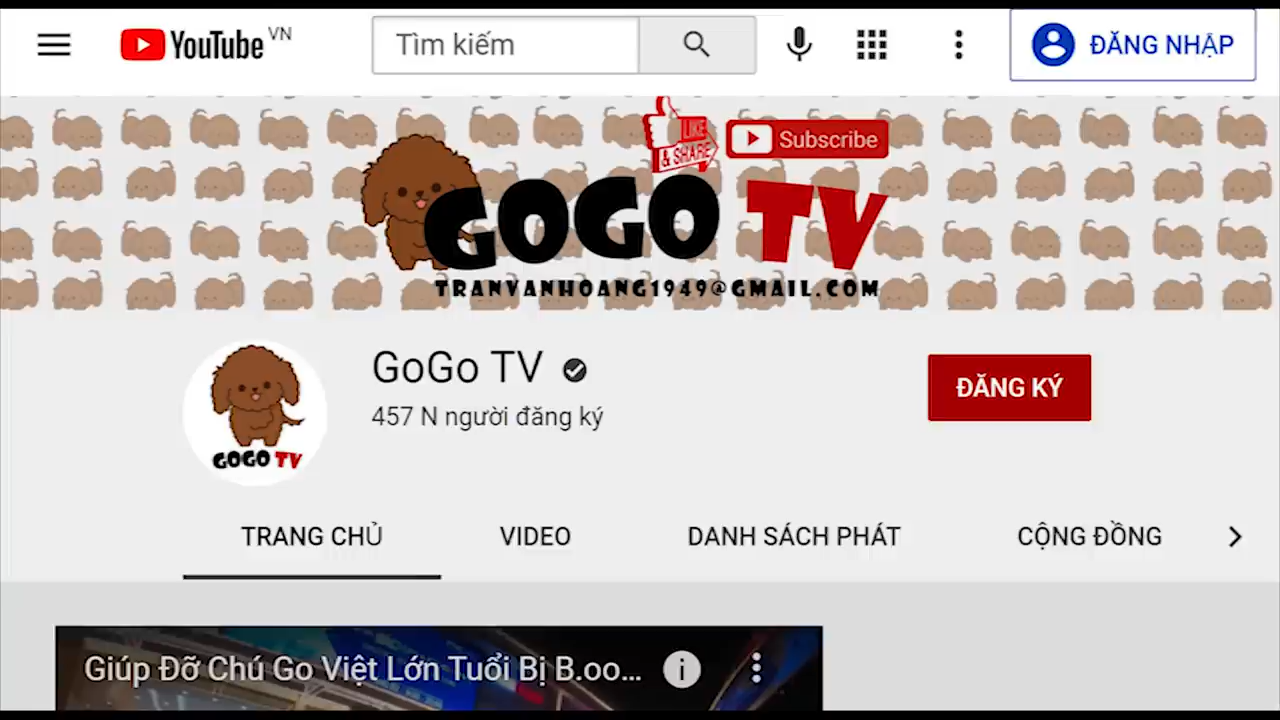 YouTube VN
Tìm kiếm
ĐĂNG NHẬP
LIKE
& SHARE
Subscribe
GOGO TV
TRANVANHOANG1949@GMAIL.COM
GoGo TV
457 N người đăng ký
ĐĂNG KÝ
GOGO TV
TRANG CHỦ
VIDEO
DANH SÁCH PHÁT
CỘNG ĐỒNG
Giúp Đỡ Chú Go Việt Lớn Tuổi Bị B.oo...